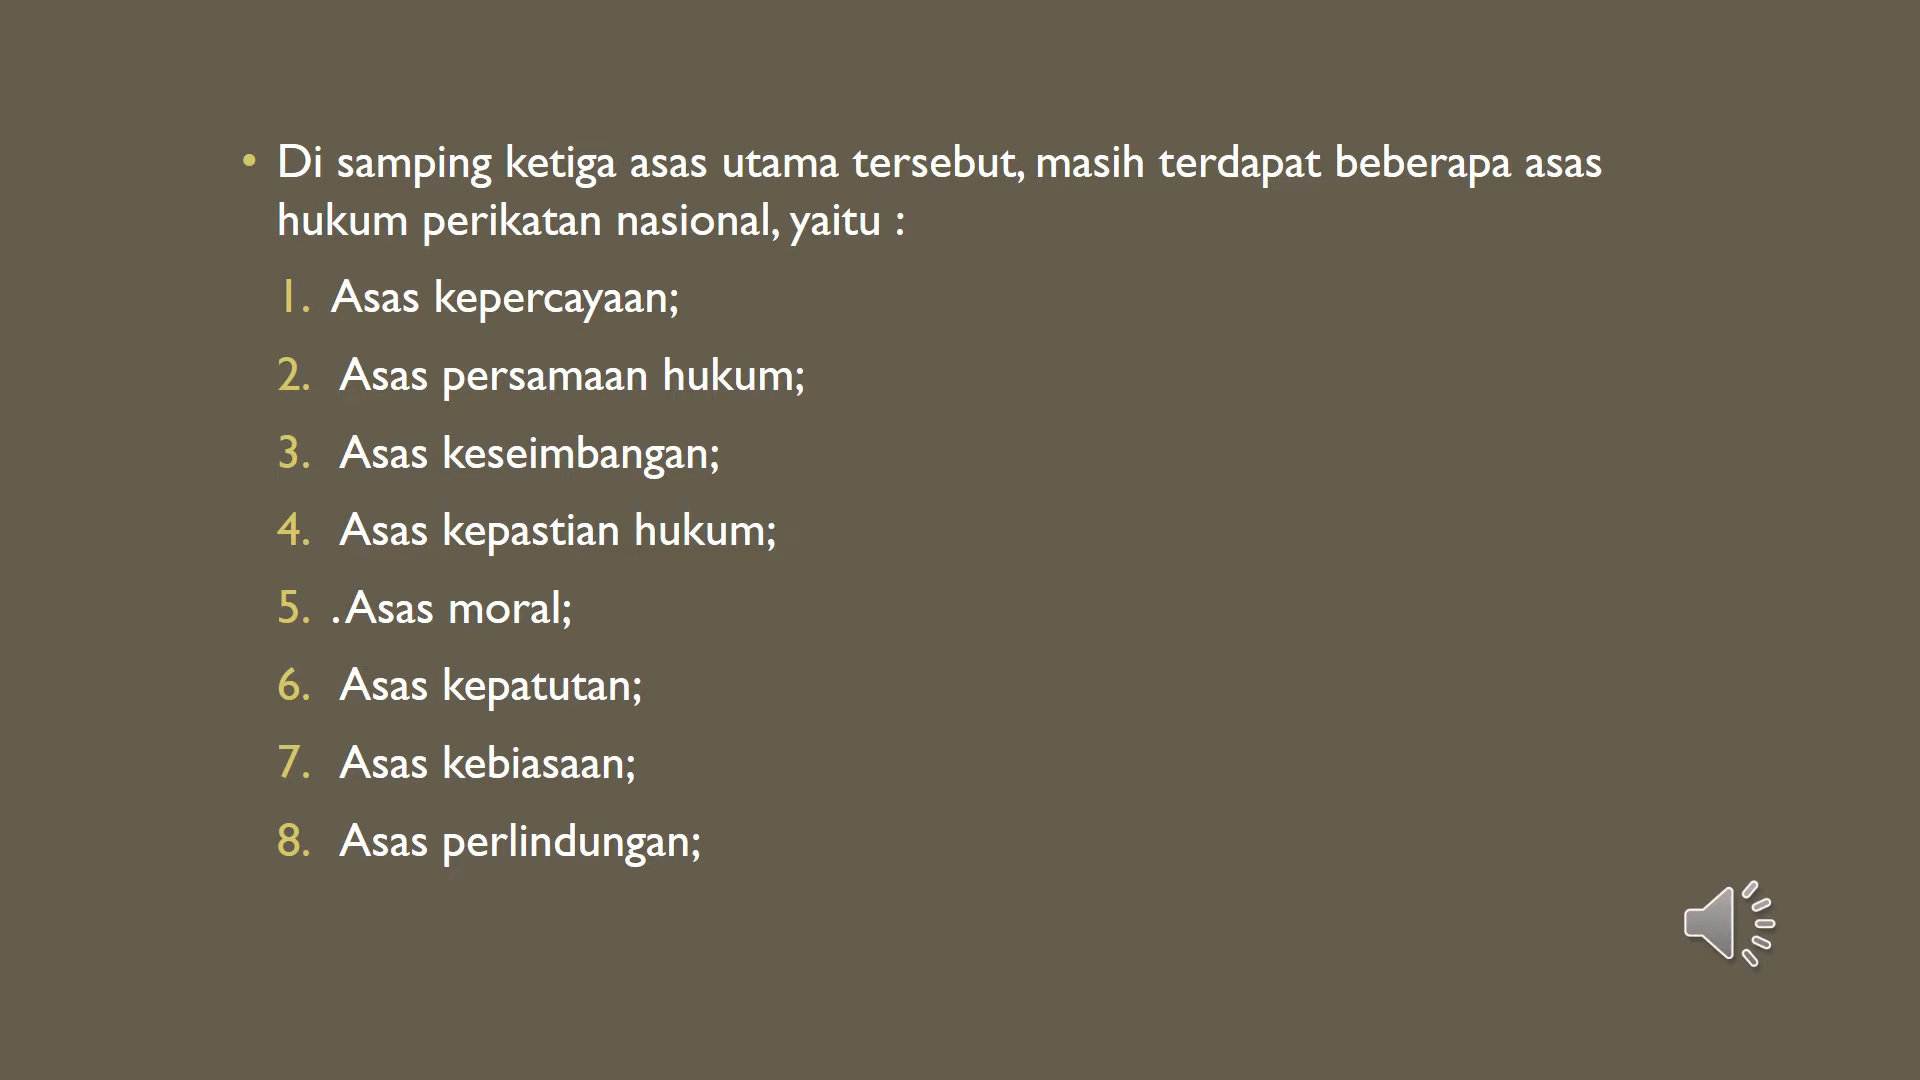 • Di samping ketiga asas utama tersebut, masih terdapat beberapa asas
hukum perikatan nasional, yaitu :
1. Asas kepercayaan;
2. Asas persamaan hukum;
3. Asas keseimbangan;
4. Asas kepastian hukum;
5. . Asas moral;
6. Asas kepatutan;
7. Asas kebiasaan;
8. Asas perlindungan;